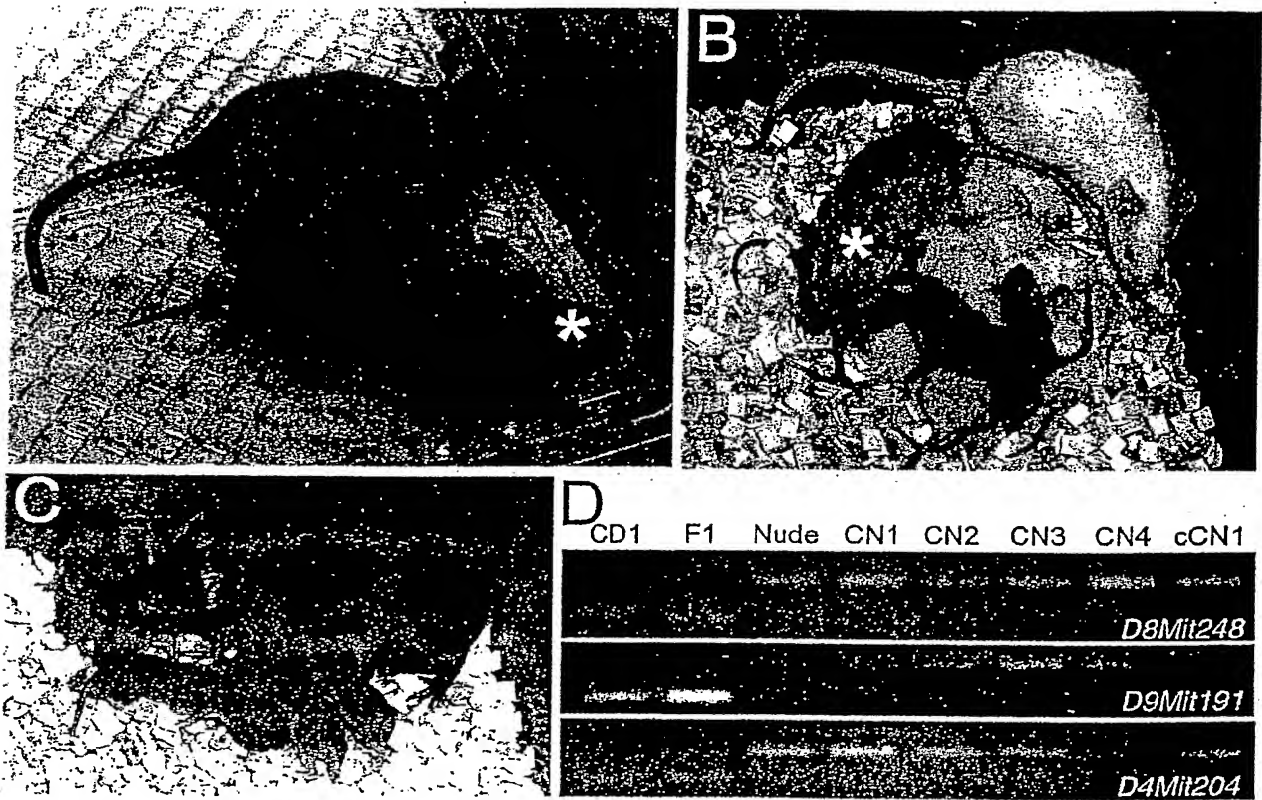 *
B
*
C
D
CD1 F1 Nude CN1 CN2 CN3 CN4 cCN1
D8Mit248
D9Mit191
D4Mit204